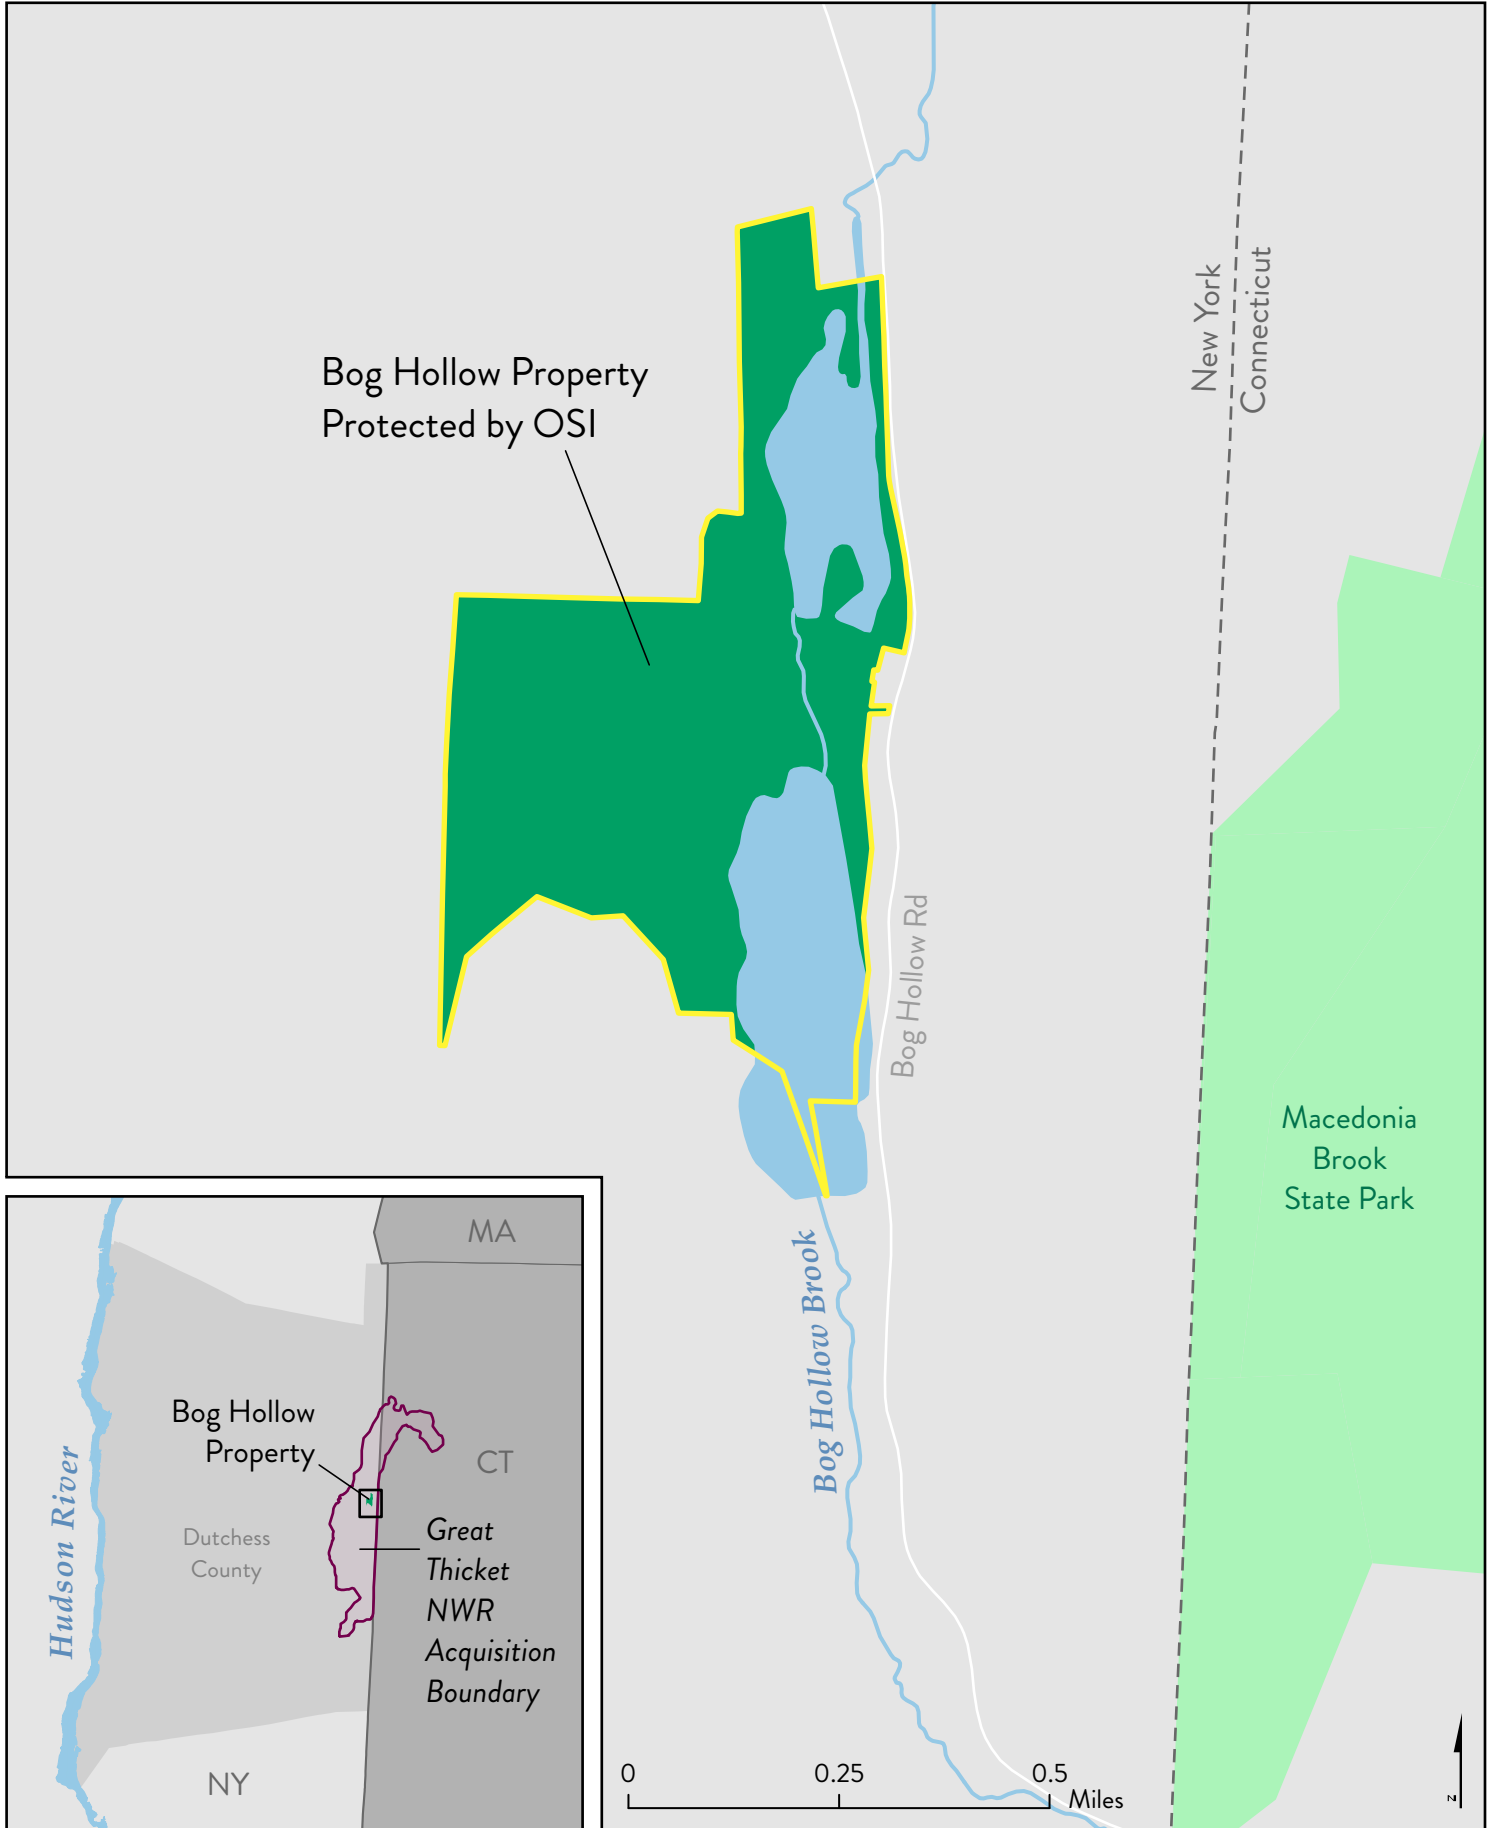 New York
Connecticut
Bog Hollow Property
Protected by OSI
Bog Hollow Rd
Macedonia
Brook
State Park
Bog Hollow Brook
MA
Bog Hollow
Property
CT
Hudson River
Dutchess
County
Great
Thicket
NWR
Acquisition
Boundary
NY
0 0.25 0.5
Miles
N